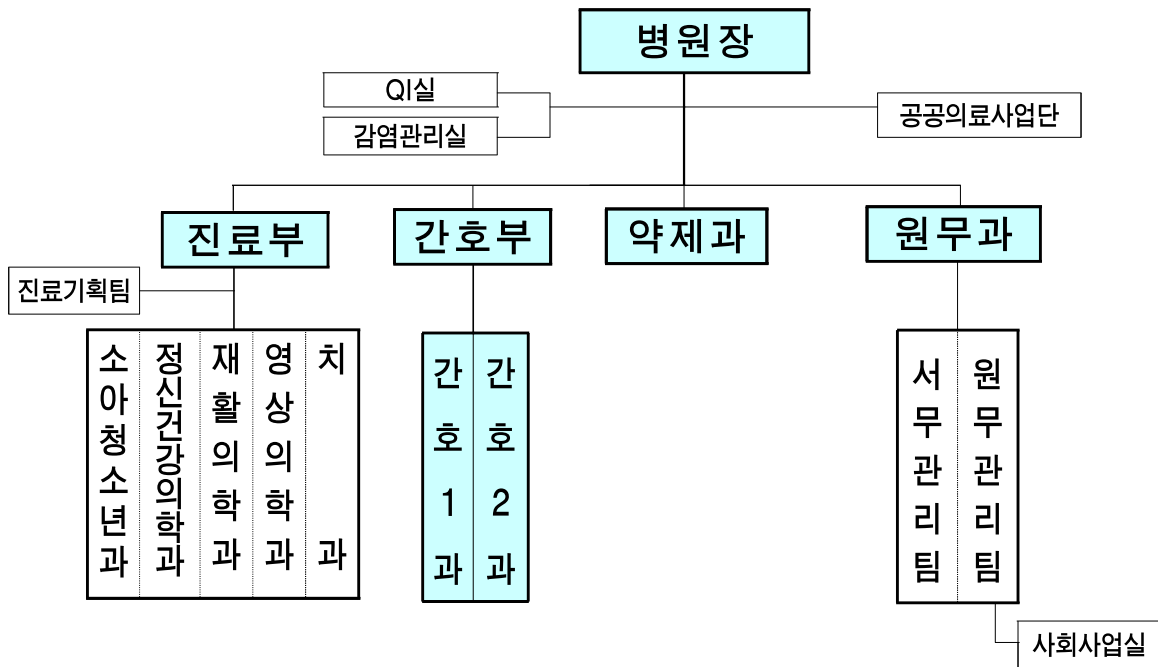 병원장
QI실
감염관리실
공공의료사업단
진료부
간호부
약제과
원무과
진료기획팀
소아청소년과
정신건강의학과
재활의학과
영상의학과
치과
간호1과
간호2과
서무관리팀
원무관리팀
사회사업실